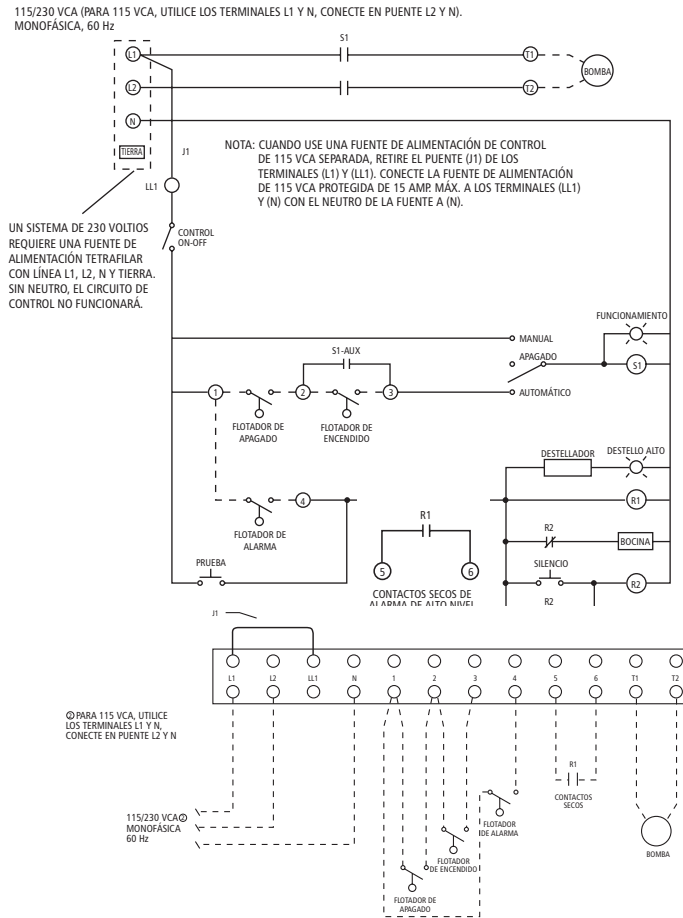 115/230 VCA (PARA 115 VCA, UTILICE LOS TERMINALES L1 Y N, CONECTE EN PUENTE L2 Y N).
MONOFÁSICA, 60 Hz
S1
L1
T1
BOMBA
L2
T2
N
TIERRA
J1
NOTA: CUANDO USE UNA FUENTE DE ALIMENTACIÓN DE CONTROL
DE 115 VCA SEPARADA, RETIRE EL PUENTE (J1) DE LOS
TERMINALES (L1) Y (LL1). CONECTE LA FUENTE DE ALIMENTACIÓN
DE 115 VCA PROTEGIDA DE 15 AMP. MÁX. A LOS TERMINALES (LL1)
Y (N) CON EL NEUTRO DE LA FUENTE A (N).
LL1
UN SISTEMA DE 230 VOLTIOS
REQUIERE UNA FUENTE DE
ALIMENTACIÓN TETRAFILAR
CON LÍNEA L1, L2, N Y TIERRA.
SIN NEUTRO, EL CIRCUITO DE
CONTROL NO FUNCIONARÁ.
CONTROL
ON-OFF
FUNCIONAMIENTO
MANUAL
S1-AUX
APAGADO
S1
1
2
3
AUTOMÁTICO
FLOTADOR DE
APAGADO
FLOTADOR DE
ENCENDIDO
DESTELLADOR
DESTELLO ALTO
4
R1
FLOTADOR DE
ALARMA
R1
R2
BOCINA
PRUEBA
5
6
SILENCIO
R2
CONTACTOS SECOS DE
ALARMA DE ALTO NIVEL
R2
J1
L1
L2
LL1
N
1
2
3
4
5
6
T1
T2
② PARA 115 VCA, UTILICE
LOS TERMINALES L1 Y N,
CONECTE EN PUENTE L2 Y N
R1
CONTACTOS
SECOS
115/230 VCA②
MONOFÁSICA
60 Hz
FLOTADOR
DE ALARMA
BOMBA
FLOTADOR
DE ENCENDIDO
FLOTADOR DE
APAGADO